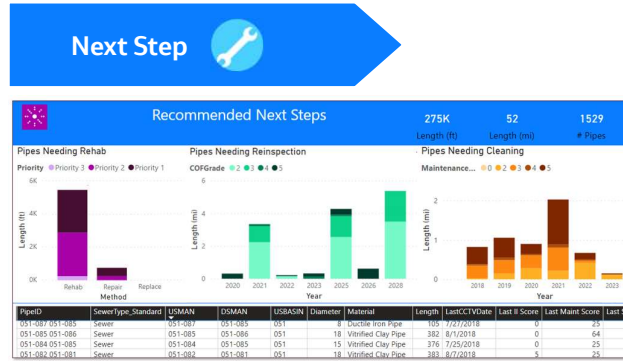 Next Step
Recommended Next Steps
275K 52 1529
Length (ft) Length (mi) # Pipes
Pipes Needing Rehab
Priority Priority 3 Priority 2 Priority 1
6K
4K
2K
0K
Length (ft)
Rehab Repair Replace
Method
Pipes Needing Reinspection
COFGrade 2 3 4 5
6
4
2
0
Length (mi)
2020 2021 2022 2023 2025 2026 2028
Year
Pipes Needing Cleaning
Maintenance... 0 2 3 4 5
2
1
0
Length (mi)
2018 2019 2020 2021 2022 2023
Year
PipeID SewerType_Standard USMAN DSMAN USBASIN Diameter Material Length LastCCTVDate Last II Score Last Maint Score Last
051-087 051-085 Sewer 051-087 051-085 051 8 Ductile Iron Pipe 105 7/27/2018 0 25
051-085 051-086 Sewer 051-085 051-086 051 18 Vitrified Clay Pipe 382 8/1/2018 0 64
051-084 051-085 Sewer 051-084 051-085 051 15 Vitrified Clay Pipe 376 7/25/2018 0 25
051-082 051-081 Sewer 051-082 051-081 051 18 Vitrified Clay Pipe 383 8/7/2018 5 25